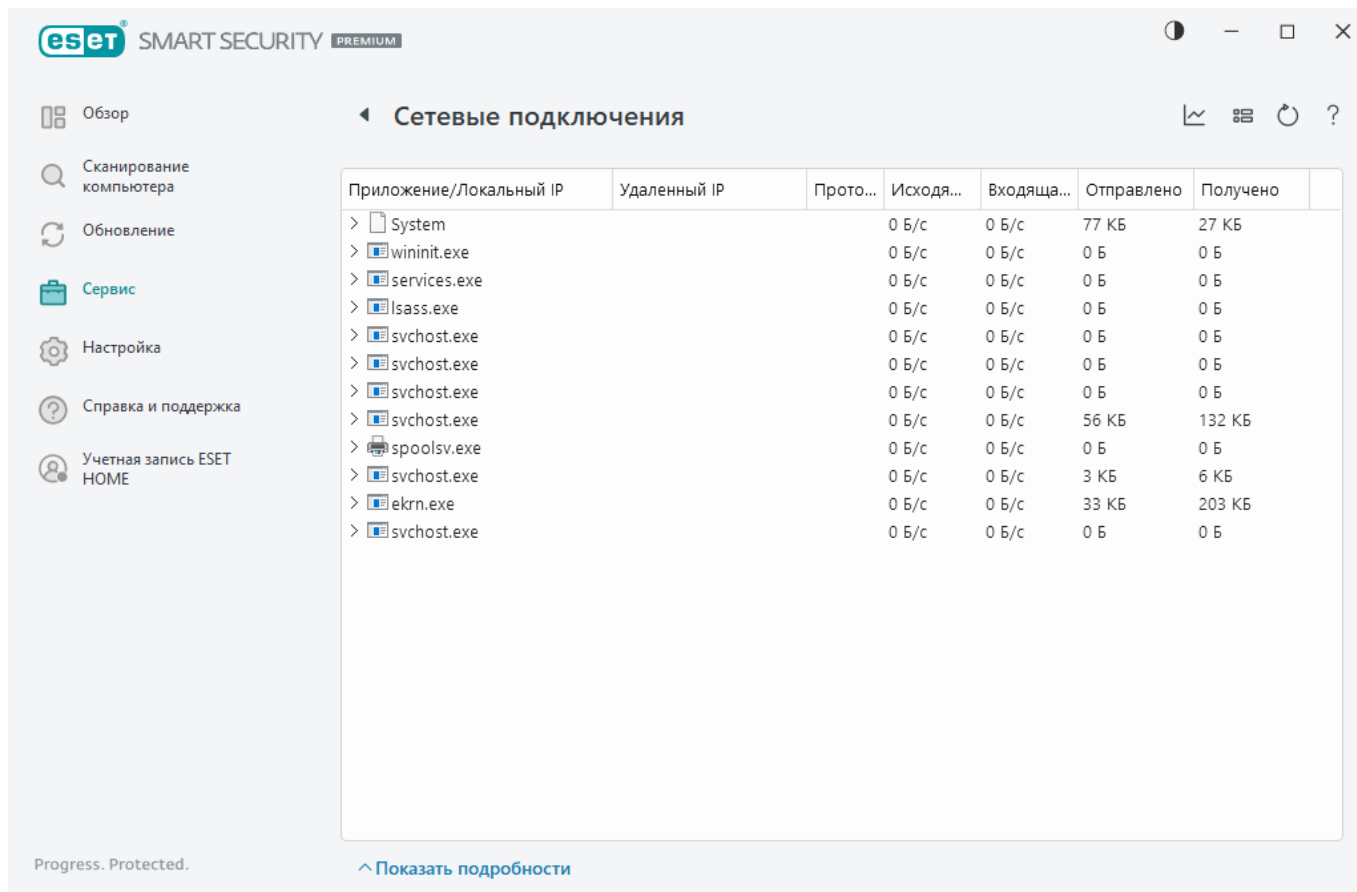 eset® SMART SECURITY PREMIUM
Обзор
Сканирование
компьютера
Обновление
Сервис
Настройка
Справка и поддержка
Учетная запись ESET
HOME
Progress. Protected.
Сетевые подключения
?
Приложение/Локальный IP Удаленный IP Прото... Исходя... Входяща... Отправлено Получено
System 0 Б/с 0 Б/с 77 КБ 27 КБ
wininit.exe 0 Б/с 0 Б/с 0 Б 0 Б
services.exe 0 Б/с 0 Б/с 0 Б 0 Б
lsass.exe 0 Б/с 0 Б/с 0 Б 0 Б
svchost.exe 0 Б/с 0 Б/с 0 Б 0 Б
svchost.exe 0 Б/с 0 Б/с 0 Б 0 Б
svchost.exe 0 Б/с 0 Б/с 0 Б 0 Б
svchost.exe 0 Б/с 0 Б/с 56 КБ 132 КБ
spoolsv.exe 0 Б/с 0 Б/с 0 Б 0 Б
svchost.exe 0 Б/с 0 Б/с 3 КБ 6 КБ
ekrn.exe 0 Б/с 0 Б/с 33 КБ 203 КБ
svchost.exe 0 Б/с 0 Б/с 0 Б 0 Б
Показать подробности